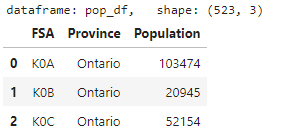 dataframe: pop_df,   shape: (523, 3)
FSA Province Population
0 K0A Ontario 103474
1 K0B Ontario 20945
2 K0C Ontario 52154